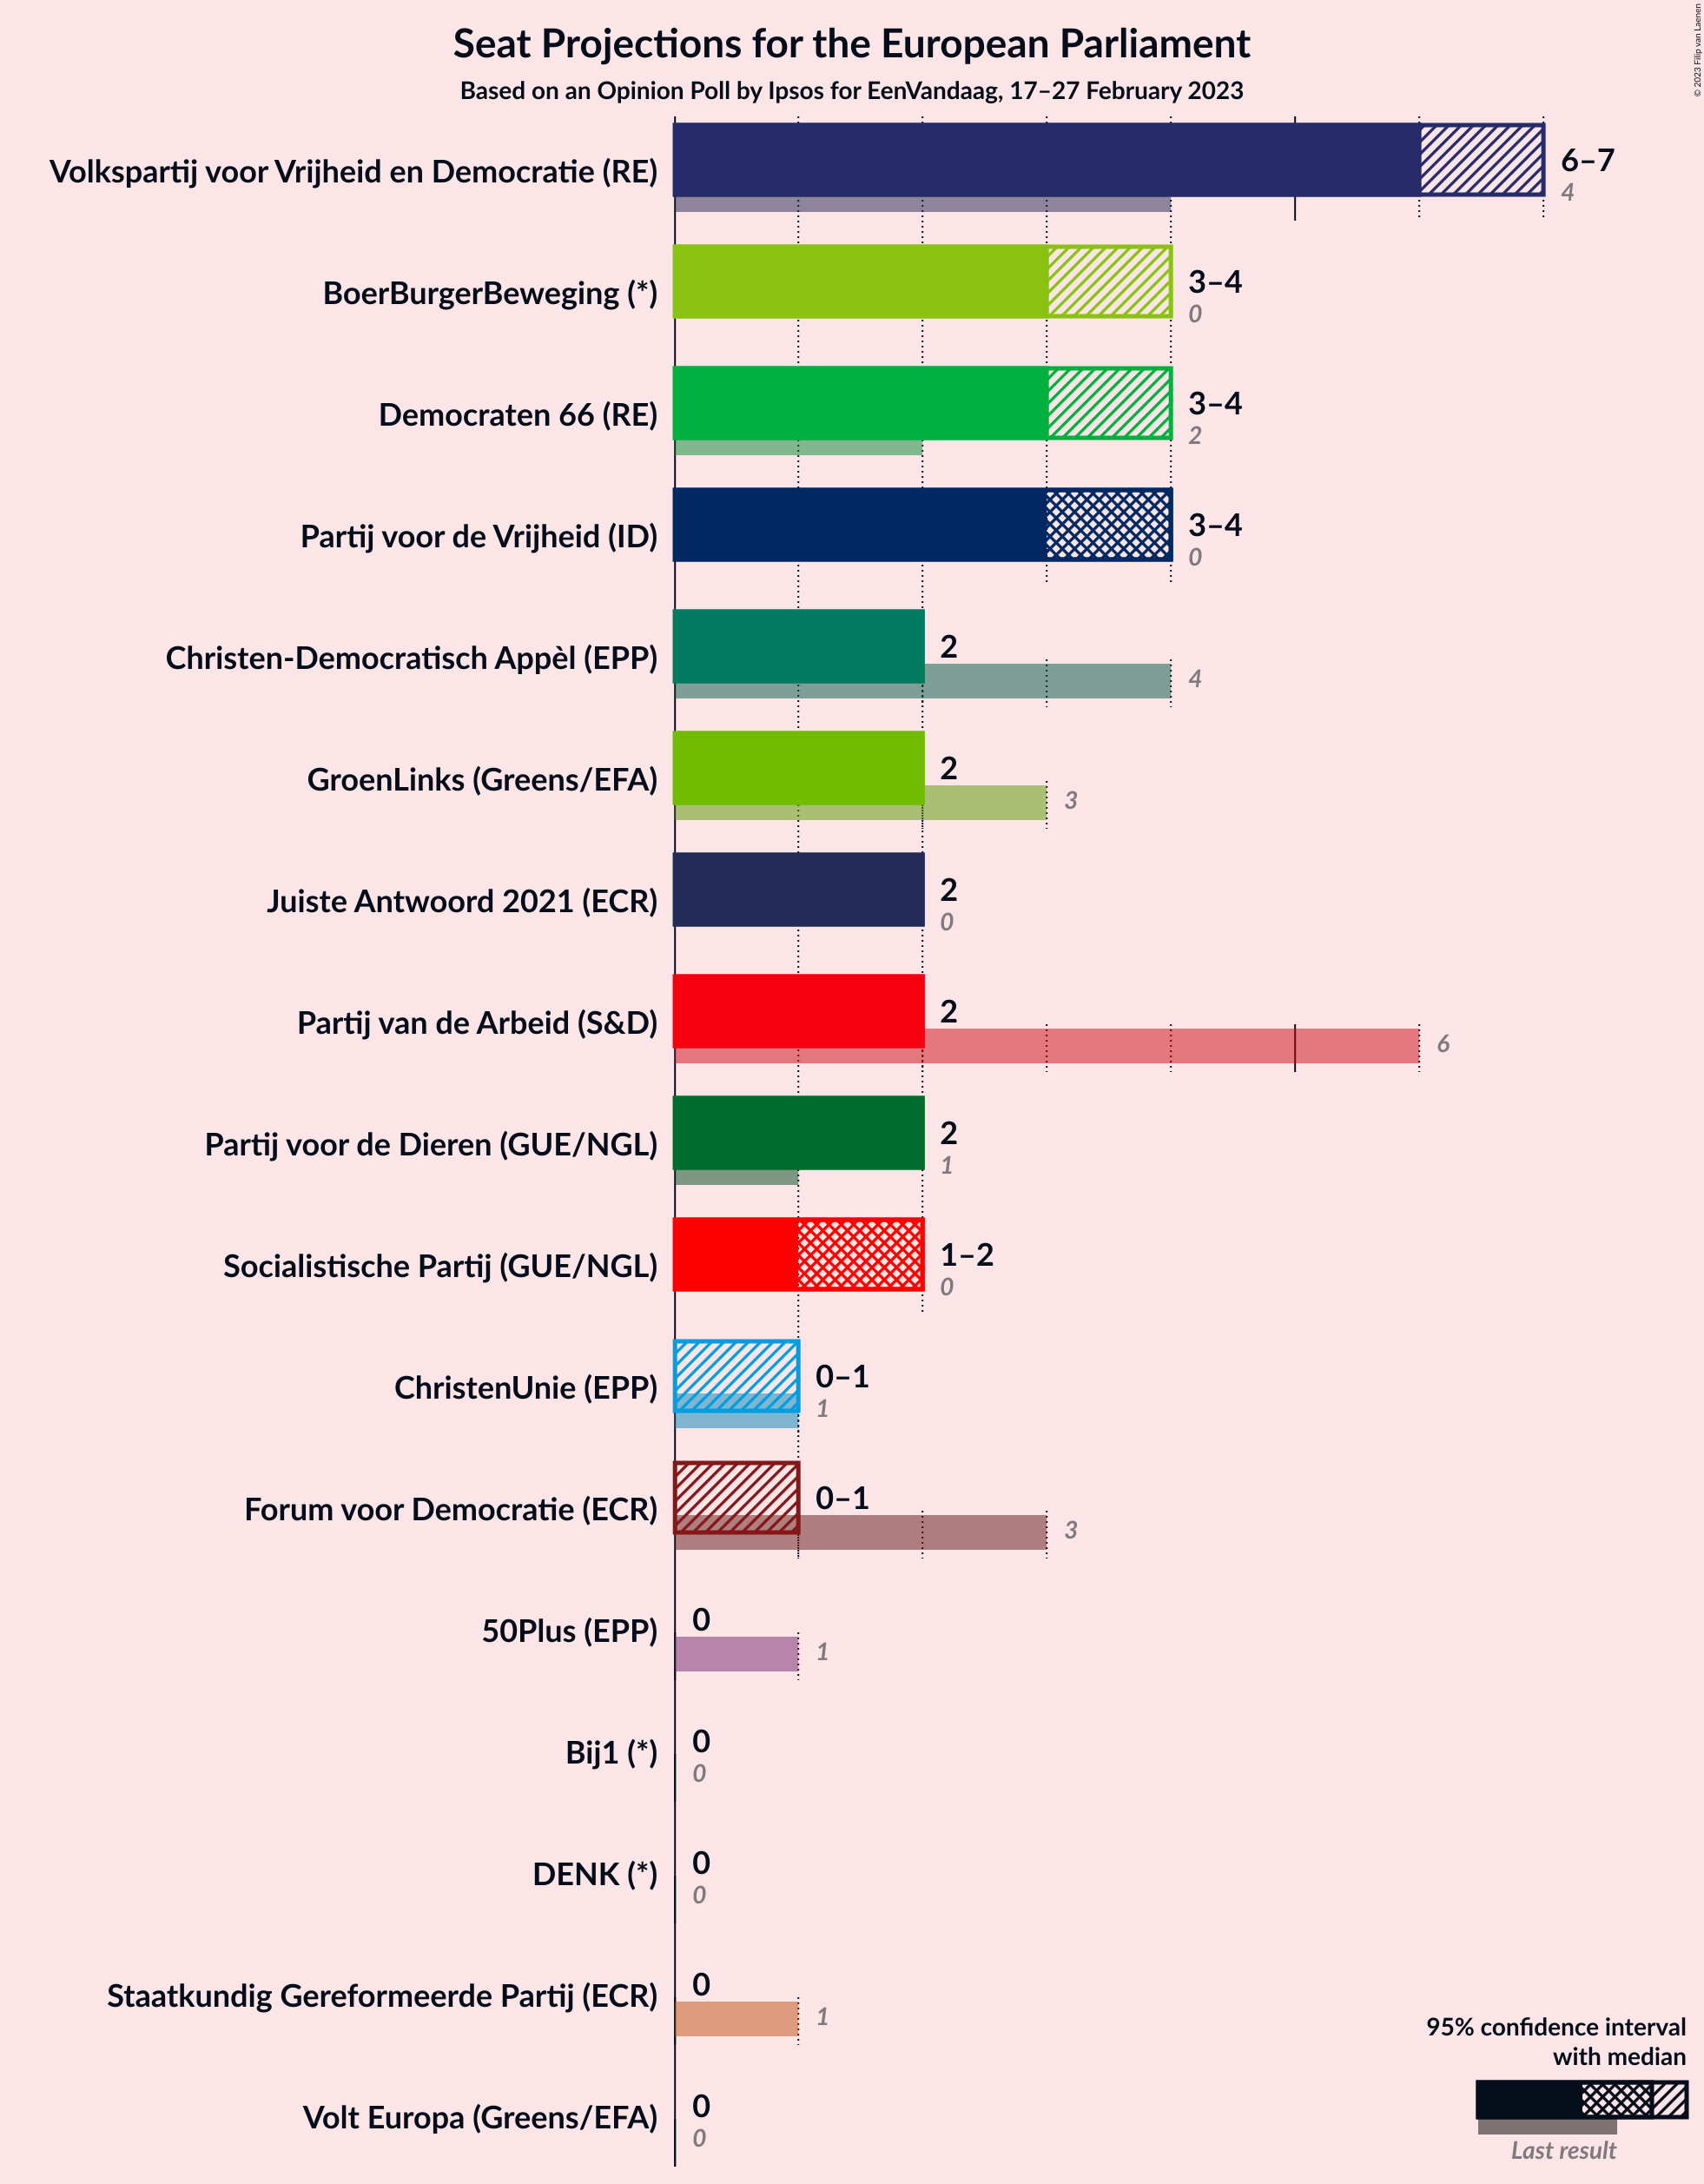 Seat Projections for the European Parliament
Based on an Opinion Poll by Ipsos for EenVandaag, 17–27 February 2023
© 2023 Filip van Laenen
Volkspartij voor Vrijheid en Democratie (RE)
6–7
4
BoerBurgerBeweging (*)
3–4
0
Democraten 66 (RE)
3–4
2
Partij voor de Vrijheid (ID)
3–4
0
Christen-Democratisch Appèl (EPP)
2
4
GroenLinks (Greens/EFA)
2
3
Juiste Antwoord 2021 (ECR)
2
0
Partij van de Arbeid (S&D)
2
6
Partij voor de Dieren (GUE/NGL)
2
1
Socialistische Partij (GUE/NGL)
1–2
0
ChristenUnie (EPP)
0–1
1
Forum voor Democratie (ECR)
0–1
3
50Plus (EPP)
0
1
Bij1 (*)
0
0
DENK (*)
0
0
Staatkundig Gereformeerde Partij (ECR)
0
1
Volt Europa (Greens/EFA)
0
0
95% confidence interval
with median
Last result